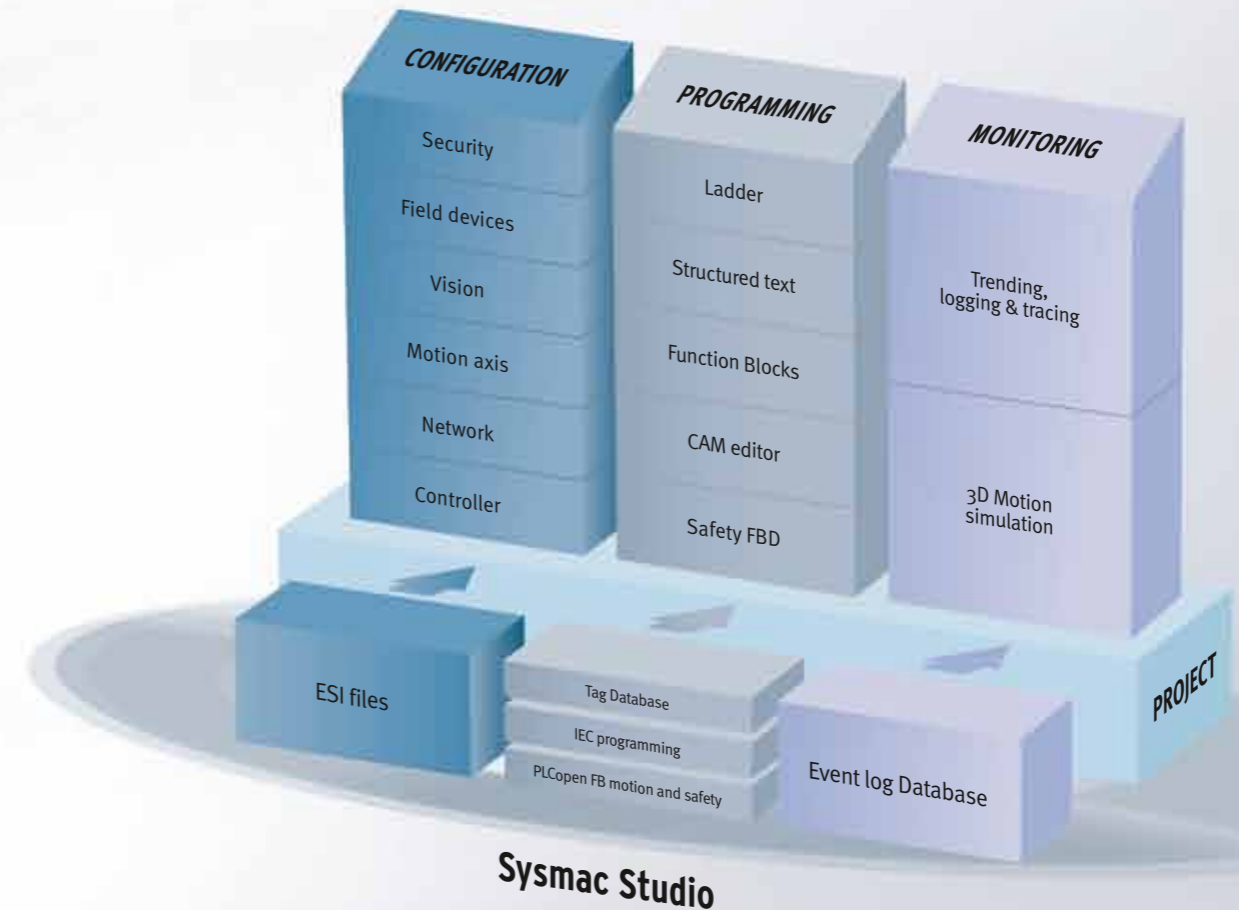 CONFIGURATION
Security
Field devices
Vision
Motion axis
Network
Controller
PROGRAMMING
Ladder
Structured text
Function Blocks
CAM editor
Safety FBD
MONITORING
Trending,
logging & tracing
3D Motion
simulation
PROJECT
ESI files
Tag Database
IEC programming
PLCopen FB motion and safety
Event log Database
Sysmac Studio